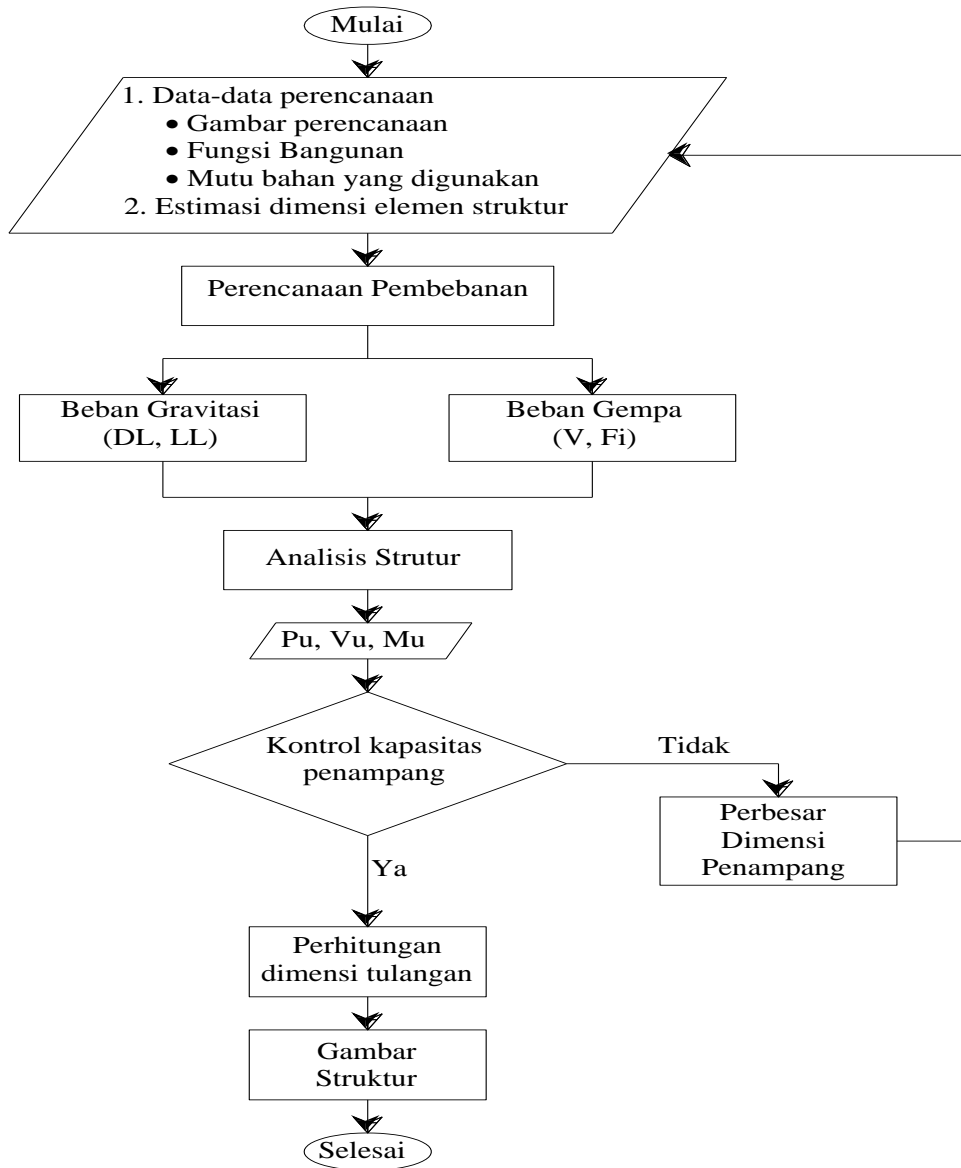 Mulai
1. Data-data perencanaan
• Gambar perencanaan
• Fungsi Bangunan
• Mutu bahan yang digunakan
2. Estimasi dimensi elemen struktur
Perencanaan Pembebanan
Beban Gravitasi
(DL, LL)
Beban Gempa
(V, Fi)
Analisis Strutur
Pu, Vu, Mu
Kontrol kapasitas
penampang
Tidak
Perbesar
Dimensi
Penampang
Ya
Perhitungan
dimensi tulangan
Gambar
Struktur
Selesai